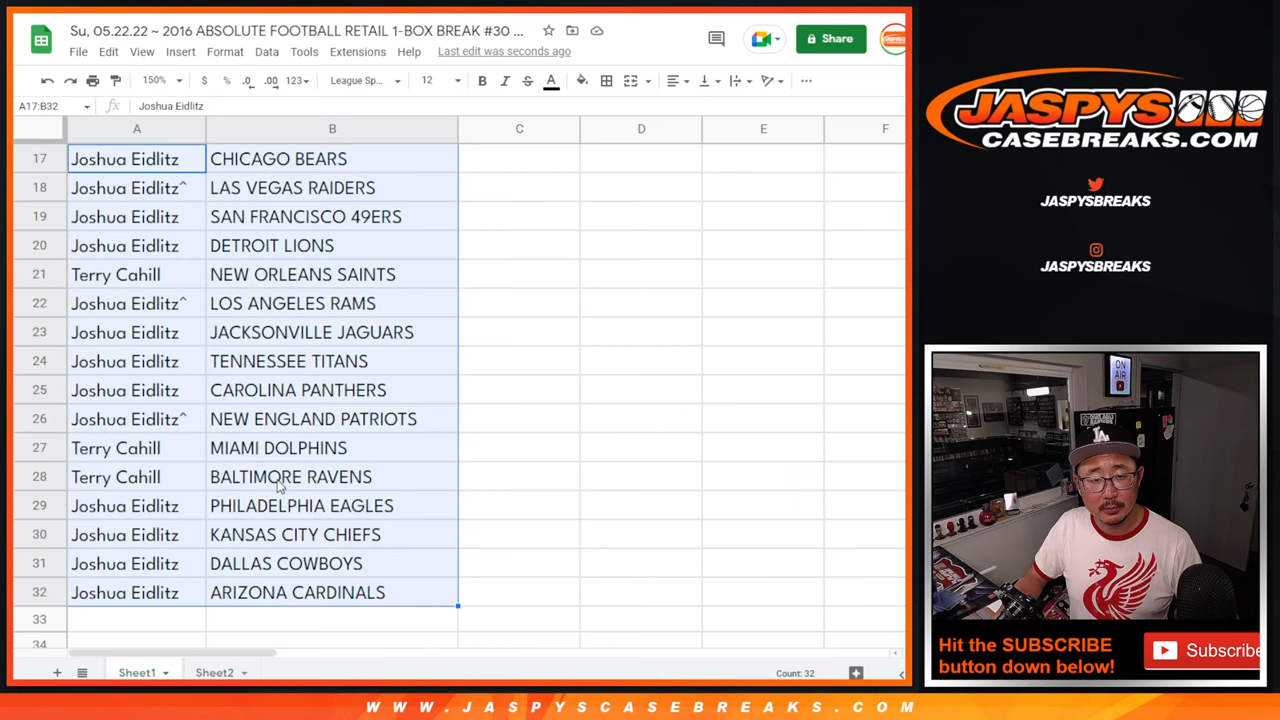 Su, 05.22.22 ~ 2016 ABSOLUTE FOOTBALL RETAIL 1-BOX BREAK #30 ...
File Edit View Insert Format Data Tools Extensions Help Last edit was seconds ago
Share
150% $ % .0 .00 123 League Sp... 12 B I S A
A17:B32 fx Joshua Eidlitz
A B C D E F
17 Joshua Eidlitz CHICAGO BEARS
18 Joshua Eidlitz^ LAS VEGAS RAIDERS
19 Joshua Eidlitz SAN FRANCISCO 49ERS
20 Joshua Eidlitz DETROIT LIONS
21 Terry Cahill NEW ORLEANS SAINTS
22 Joshua Eidlitz^ LOS ANGELES RAMS
23 Joshua Eidlitz JACKSONVILLE JAGUARS
24 Joshua Eidlitz TENNESSEE TITANS
25 Joshua Eidlitz CAROLINA PANTHERS
26 Joshua Eidlitz^ NEW ENGLAND PATRIOTS
27 Terry Cahill MIAMI DOLPHINS
28 Terry Cahill BALTIMORE RAVENS
29 Joshua Eidlitz PHILADELPHIA EAGLES
30 Joshua Eidlitz KANSAS CITY CHIEFS
31 Joshua Eidlitz DALLAS COWBOYS
32 Joshua Eidlitz ARIZONA CARDINALS
33
34
Sheet1 Sheet2 Count: 32
JASPYS
CASEBREAKS.COM
JASPYSBREAKS
JASPYSBREAKS
ON AIR
LA
Hit the SUBSCRIBE
button down below!
Subscribe
WWW.JASPYSCASEBREAKS.COM